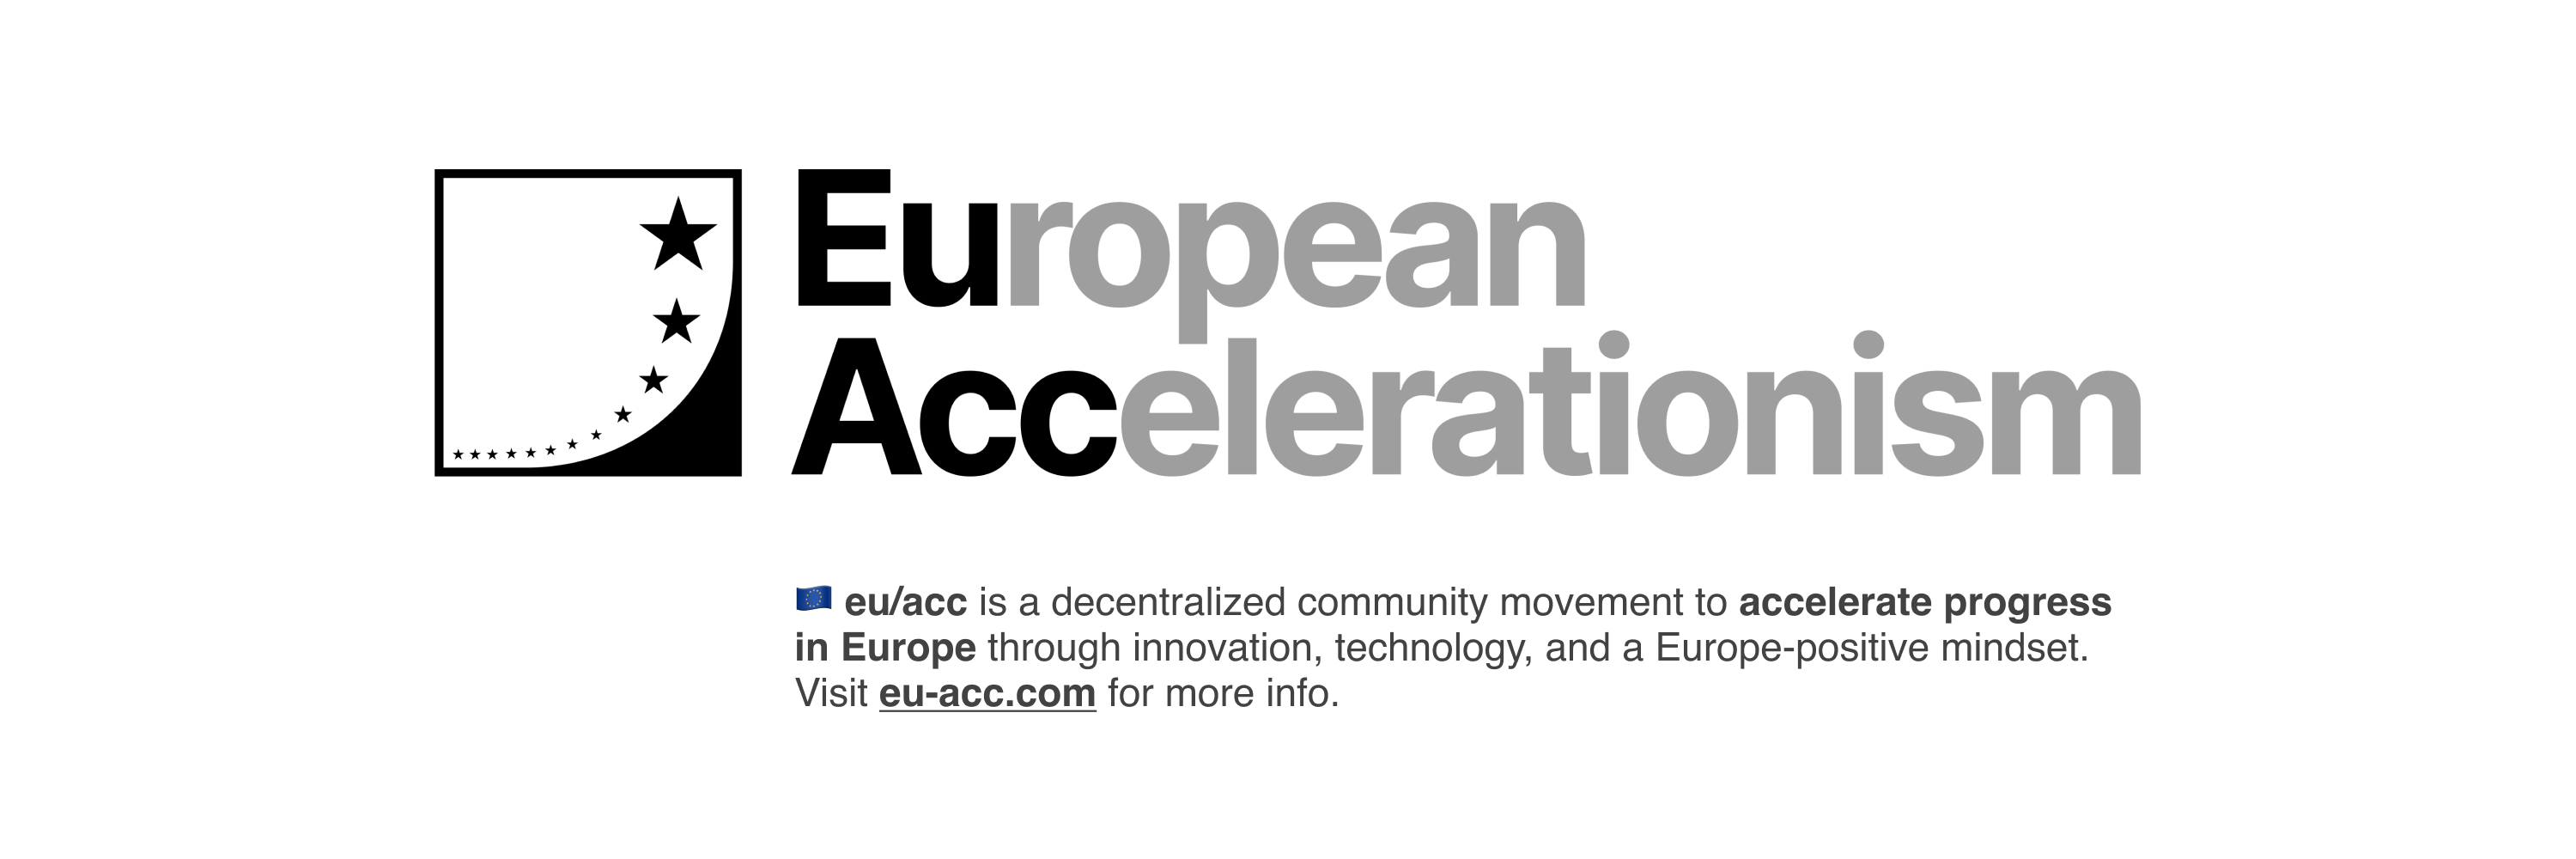 European
Accelerationism
🇪🇺 eu/acc is a decentralized community movement to accelerate progress
in Europe through innovation, technology, and a Europe-positive mindset.
Visit eu-acc.com for more info.